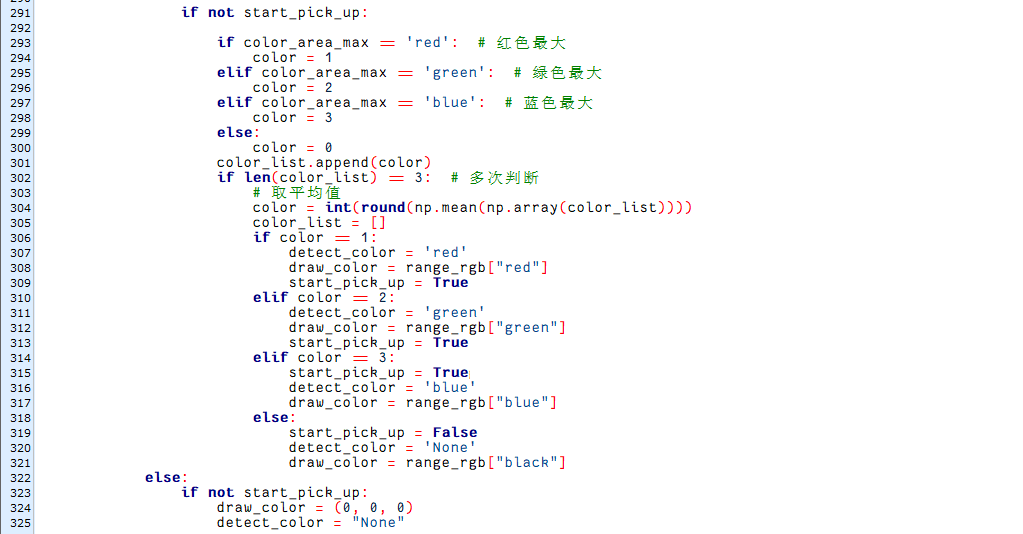 290
291 if not start_pick_up:
292
293 if color_area_max == 'red':  # 红色最大
294 color = 1
295 elif color_area_max == 'green':  # 绿色最大
296 color = 2
297 elif color_area_max == 'blue':  # 蓝色最大
298 color = 3
299 else:
300 color = 0
301 color_list.append(color)
302 if len(color_list) == 3:  # 多次判断
303 # 取平均值
304 color = int(round(np.mean(np.array(color_list))))
305 color_list = []
306 if color == 1:
307 detect_color = 'red'
308 draw_color = range_rgb["red"]
309 start_pick_up = True
310 elif color == 2:
311 detect_color = 'green'
312 draw_color = range_rgb["green"]
313 start_pick_up = True
314 elif color == 3:
315 start_pick_up = True
316 detect_color = 'blue'
317 draw_color = range_rgb["blue"]
318 else:
319 start_pick_up = False
320 detect_color = 'None'
321 draw_color = range_rgb["black"]
322 else:
323 if not start_pick_up:
324 draw_color = (0, 0, 0)
325 detect_color = "None"